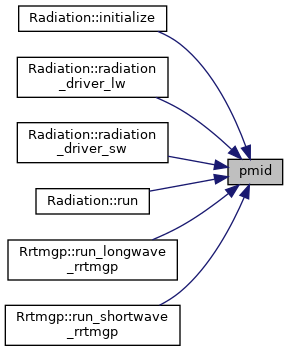 Radiation::initialize
Radiation::radiation
_driver_lw
Radiation::radiation
_driver_sw
pmid
Radiation::run
Rrtmgp::run_longwave
_rrtmgp
Rrtmgp::run_shortwave
_rrtmgp